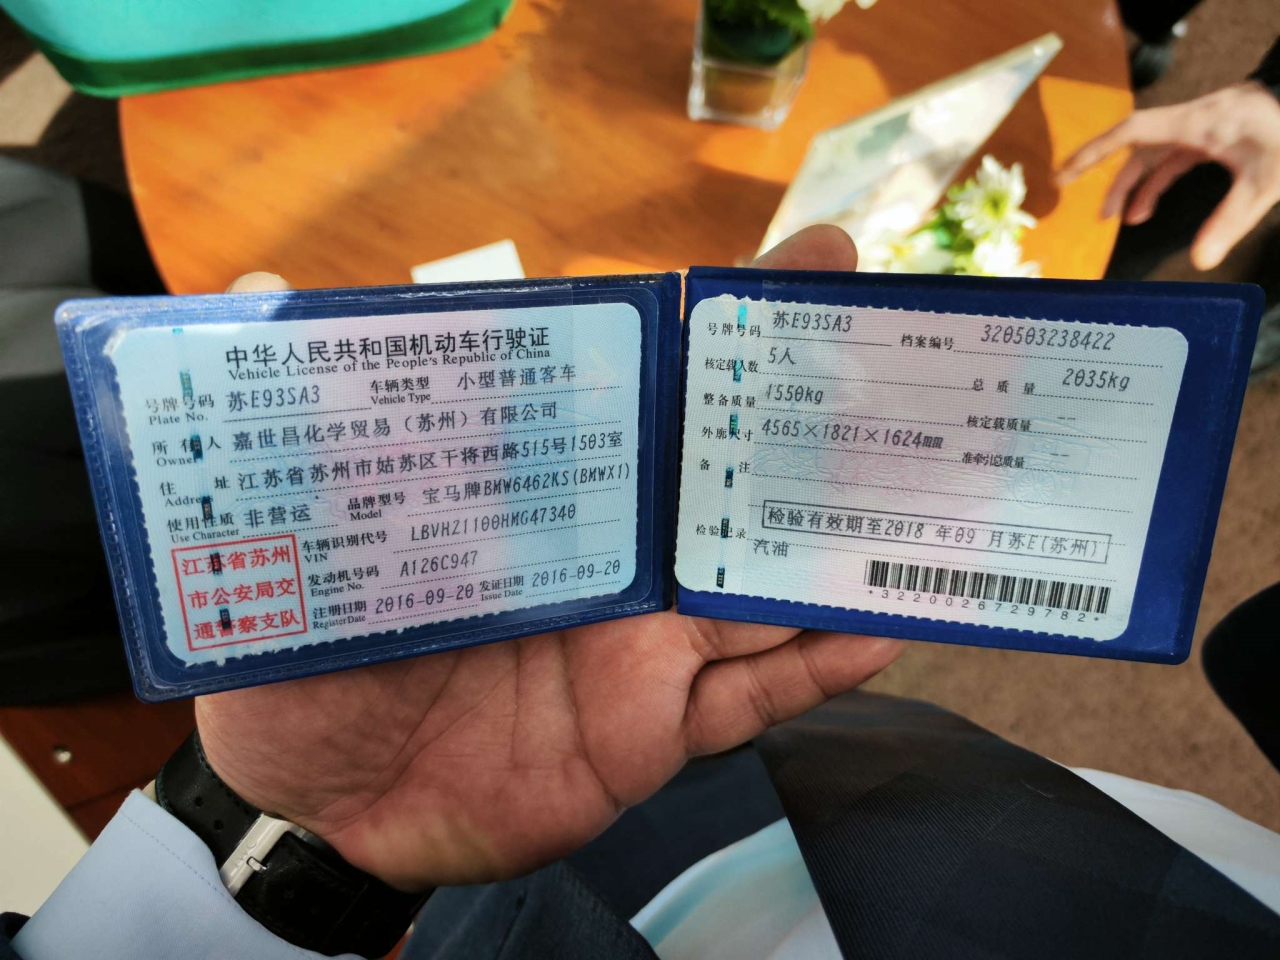 中华人民共和国机动车行驶证
Vehicle License of the People's Republic of China
号牌号码 苏E93SA3 车辆类型 小型普通客车
Plate No. Vehicle Type
所有人 嘉世昌化学贸易（苏州）有限公司
Owner
住址 江苏省苏州市姑苏区干将西路515号1503室
Address
使用性质 非营运 品牌型号 宝马牌BMW6462KS(BMWX1)
Use Character Model
江苏省苏州
市公安局交
通警察支队
车辆识别代号 LBVHZ1100HMG47340
VIN
发动机号码 A126C947
Engine No.
注册日期 2016-09-20 发证日期 2016-09-20
Register Date Issue Date
号牌号码 苏E93SA3 档案编号 320503238422
核定载人数 5人 总质量 2035kg
整备质量 1550kg 核定载质量 --
外廓尺寸 4565×1821×1624mm 准牵引总质量 --
备注
检验有效期至2018 年09 月苏E(苏州)
检验记录
汽油
*3220026729782*